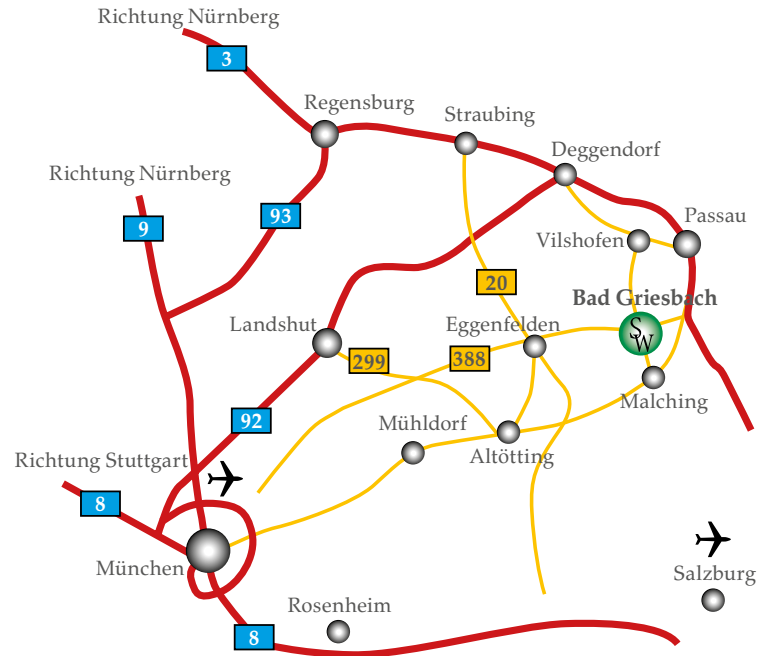 Richtung Nürnberg
3
Regensburg
Straubing
Deggendorf
Richtung Nürnberg
93
9
Passau
Vilshofen
20
Bad Griesbach
SW
Landshut
Eggenfelden
299
388
Malching
92
Mühldorf
Altötting
Richtung Stuttgart
8
München
Salzburg
Rosenheim
8